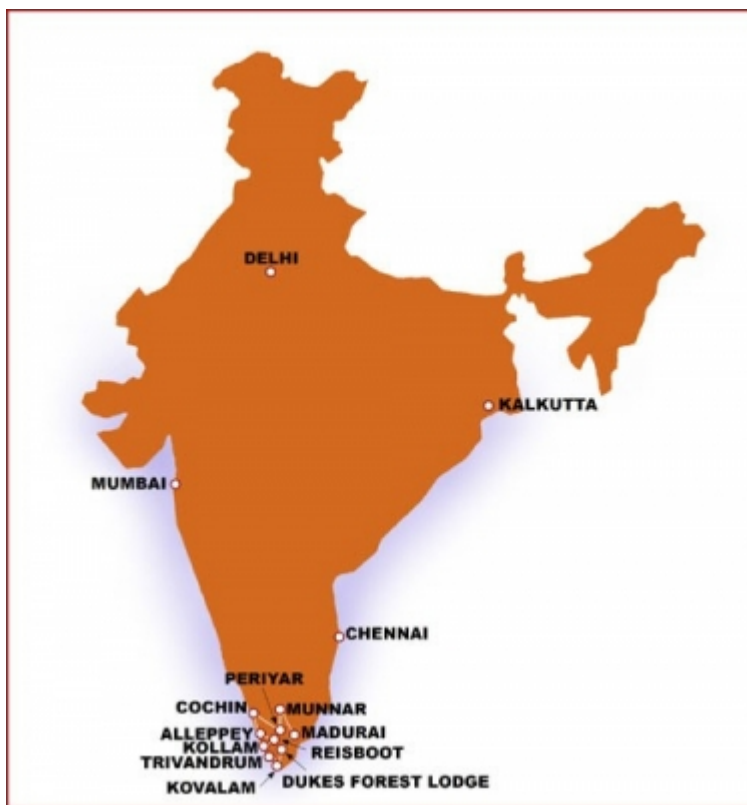 DELHI
KALKUTTA
MUMBAI
CHENNAI
PERIYAR
COCHIN
MUNNAR
ALLEPPEY
MADURAI
KOLLAM
REISBOOT
TRIVANDRUM
DUKES FOREST LODGE
KOVALAM